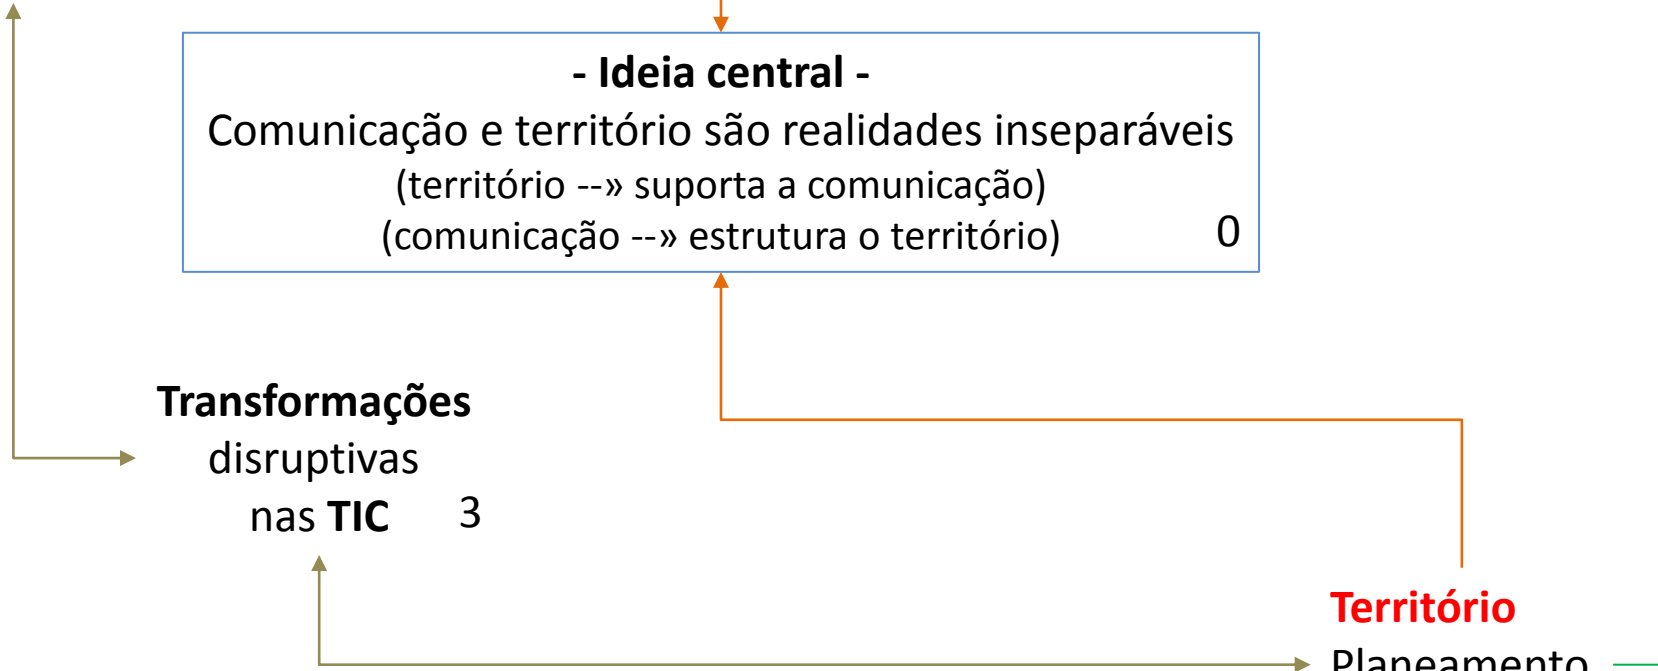 - Ideia central -
Comunicação e território são realidades inseparáveis
(território --» suporta a comunicação)
(comunicação --» estrutura o território) 0
Transformações
disruptivas
nas TIC 3
Território
Planeamento